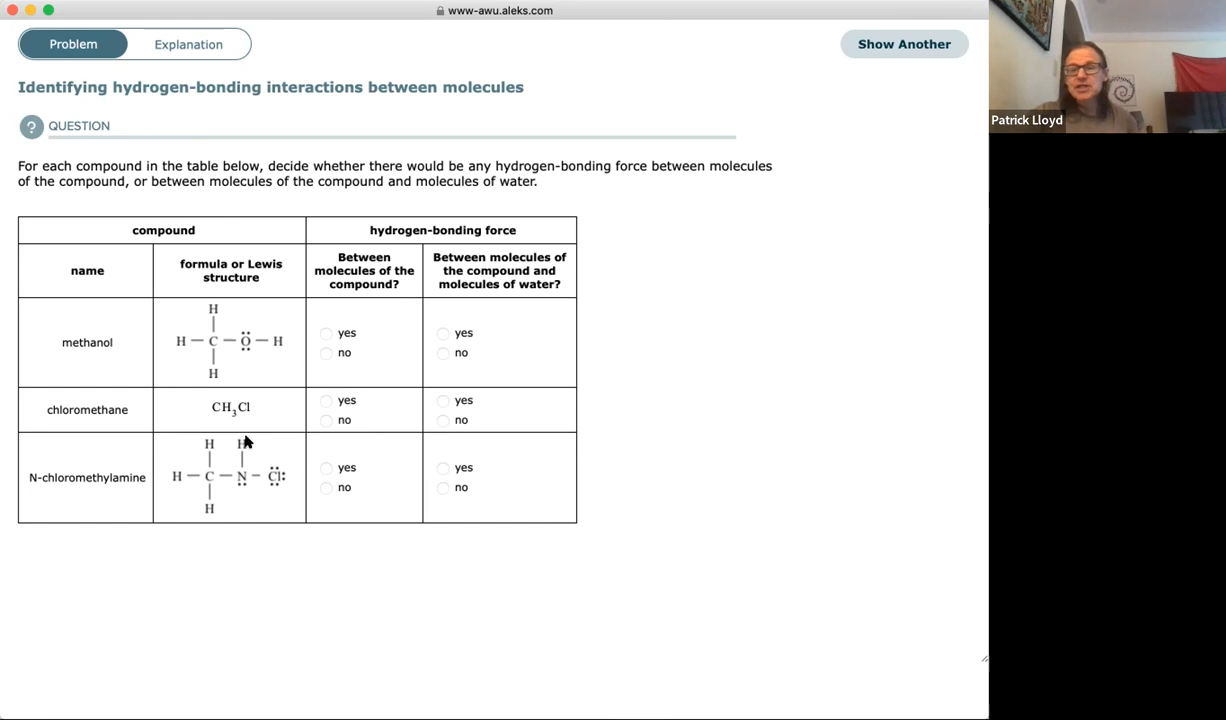 www-awu.aleks.com
Problem
Explanation
Show Another
Identifying hydrogen-bonding interactions between molecules
Patrick Lloyd
? QUESTION
For each compound in the table below, decide whether there would be any hydrogen-bonding force between molecules
of the compound, or between molecules of the compound and molecules of water.
compound
hydrogen-bonding force
name
formula or Lewis
structure
Between
molecules of the
compound?
Between molecules of
the compound and
molecules of water?
methanol
H
H — C — O — H
H
yes
no
yes
no
chloromethane
CH₃Cl
yes
no
yes
no
N-chloromethylamine
H H
H — C — N — Cl:
H
yes
no
yes
no